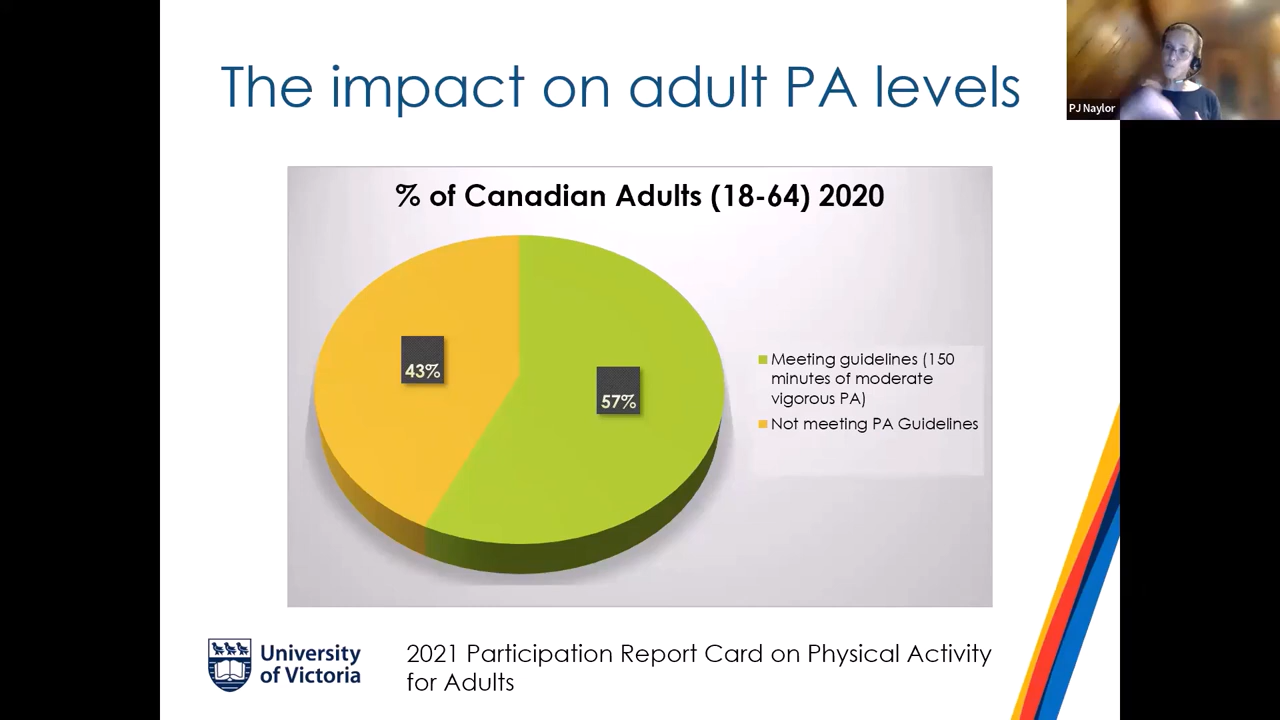 The impact on adult PA levels
PJ Naylor
% of Canadian Adults (18-64) 2020
43%
57%
Meeting guidelines (150
minutes of moderate
vigorous PA)
Not meeting PA Guidelines
University
of Victoria
2021 Participation Report Card on Physical Activity
for Adults